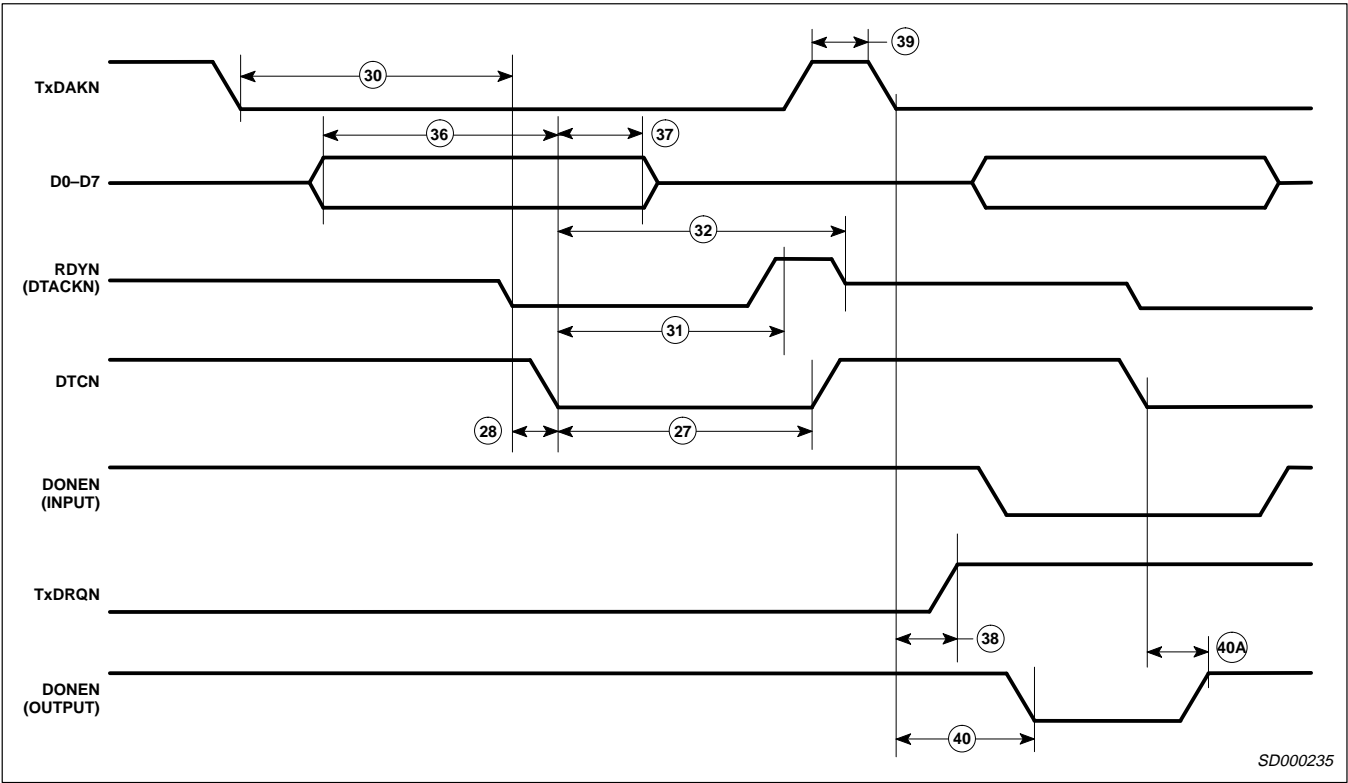 39
TxDAKN
30
36
37
D0–D7
32
RDYN
(DTACKN)
31
DTCN
28
27
DONEN
(INPUT)
TxDRQN
38
40A
DONEN
(OUTPUT)
40
SD000235